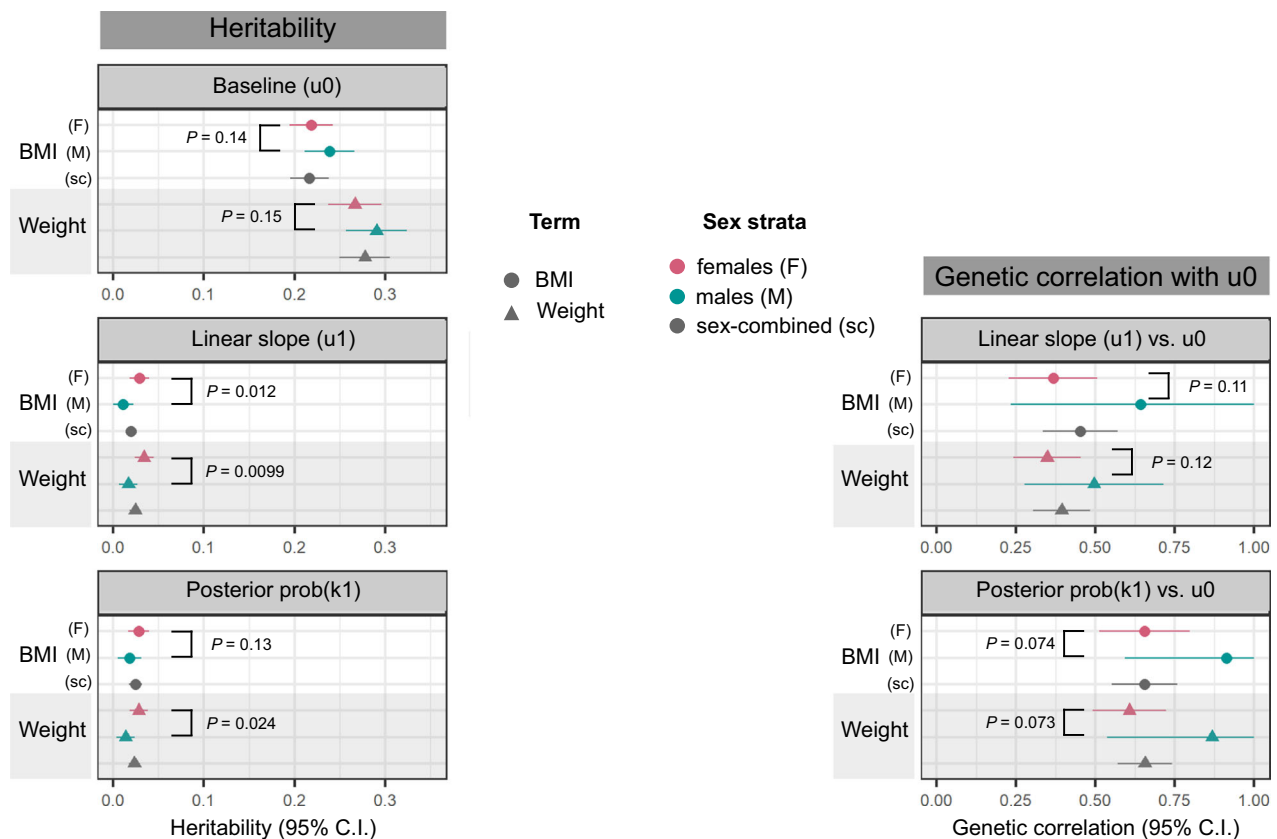 Heritability
Baseline (u0)
BMI
(F)
(M)
(sc)
P = 0.14
Weight
P = 0.15
0.0 0.1 0.2 0.3
Linear slope (u1)
BMI
(F)
(M)
(sc)
P = 0.012
Weight
P = 0.0099
0.0 0.1 0.2 0.3
Posterior prob(k1)
BMI
(F)
(M)
(sc)
P = 0.13
Weight
P = 0.024
0.0 0.1 0.2 0.3
Heritability (95% C.I.)
Term
BMI
Weight
Sex strata
females (F)
males (M)
sex-combined (sc)
Genetic correlation with u0
Linear slope (u1) vs. u0
BMI
(F)
(M)
(sc)
P = 0.11
Weight
P = 0.12
0.00 0.25 0.50 0.75 1.00
Posterior prob(k1) vs. u0
BMI
(F)
(M)
(sc)
P = 0.074
Weight
P = 0.073
0.00 0.25 0.50 0.75 1.00
Genetic correlation (95% C.I.)